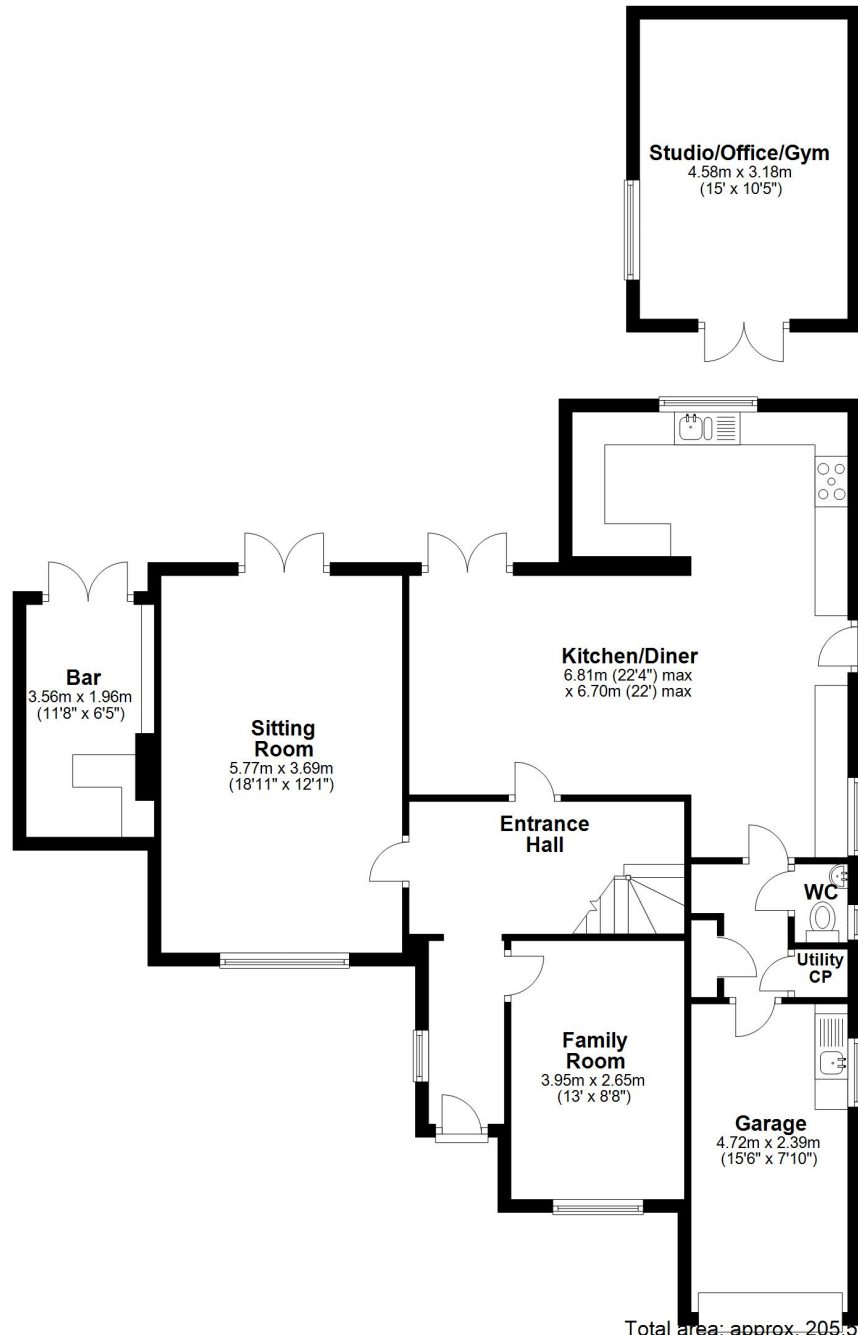 Studio/Office/Gym
4.58m x 3.18m
(15' x 10'5")
Kitchen/Diner
6.81m (22'4") max
x 6.70m (22') max
Bar
3.56m x 1.96m
(11'8" x 6'5")
Sitting
Room
5.77m x 3.69m
(18'11" x 12'1")
Entrance
Hall
WC
Utility
CP
Family
Room
3.95m x 2.65m
(13' x 8'8")
Garage
4.72m x 2.39m
(15'6" x 7'10")
Total area: approx. 205.5